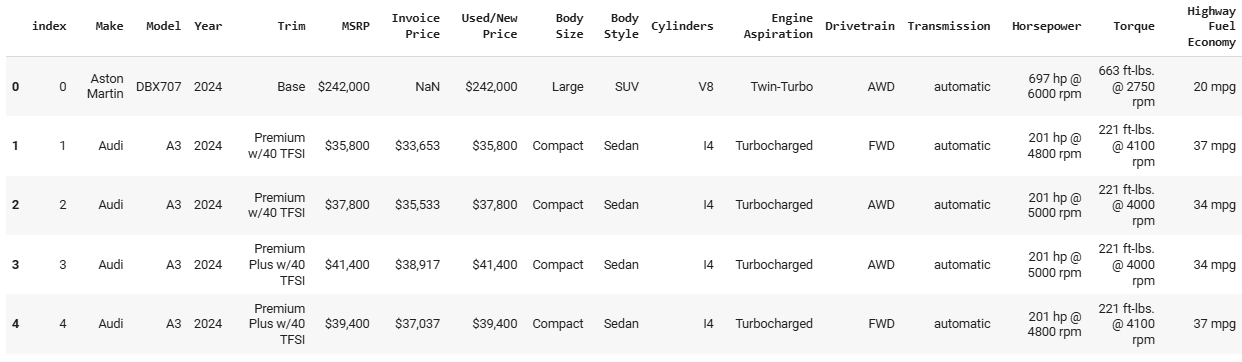 index Make Model Year Trim MSRP Invoice Price Used/New Price Body Size Body Style Cylinders Engine Aspiration Drivetrain Transmission Horsepower Torque Highway Fuel Economy
0 0 Aston Martin DBX707 2024 Base $242,000 NaN $242,000 Large SUV V8 Twin-Turbo AWD automatic 697 hp @ 6000 rpm 663 ft-lbs. @ 2750 rpm 20 mpg
1 1 Audi A3 2024 Premium w/40 TFSI $35,800 $33,653 $35,800 Compact Sedan I4 Turbocharged FWD automatic 201 hp @ 4800 rpm 221 ft-lbs. @ 4100 rpm 37 mpg
2 2 Audi A3 2024 Premium w/40 TFSI $37,800 $35,533 $37,800 Compact Sedan I4 Turbocharged AWD automatic 201 hp @ 5000 rpm 221 ft-lbs. @ 4000 rpm 34 mpg
3 3 Audi A3 2024 Premium Plus w/40 TFSI $41,400 $38,917 $41,400 Compact Sedan I4 Turbocharged AWD automatic 201 hp @ 5000 rpm 221 ft-lbs. @ 4000 rpm 34 mpg
4 4 Audi A3 2024 Premium Plus w/40 TFSI $39,400 $37,037 $39,400 Compact Sedan I4 Turbocharged FWD automatic 201 hp @ 4800 rpm 221 ft-lbs. @ 4100 rpm 37 mpg